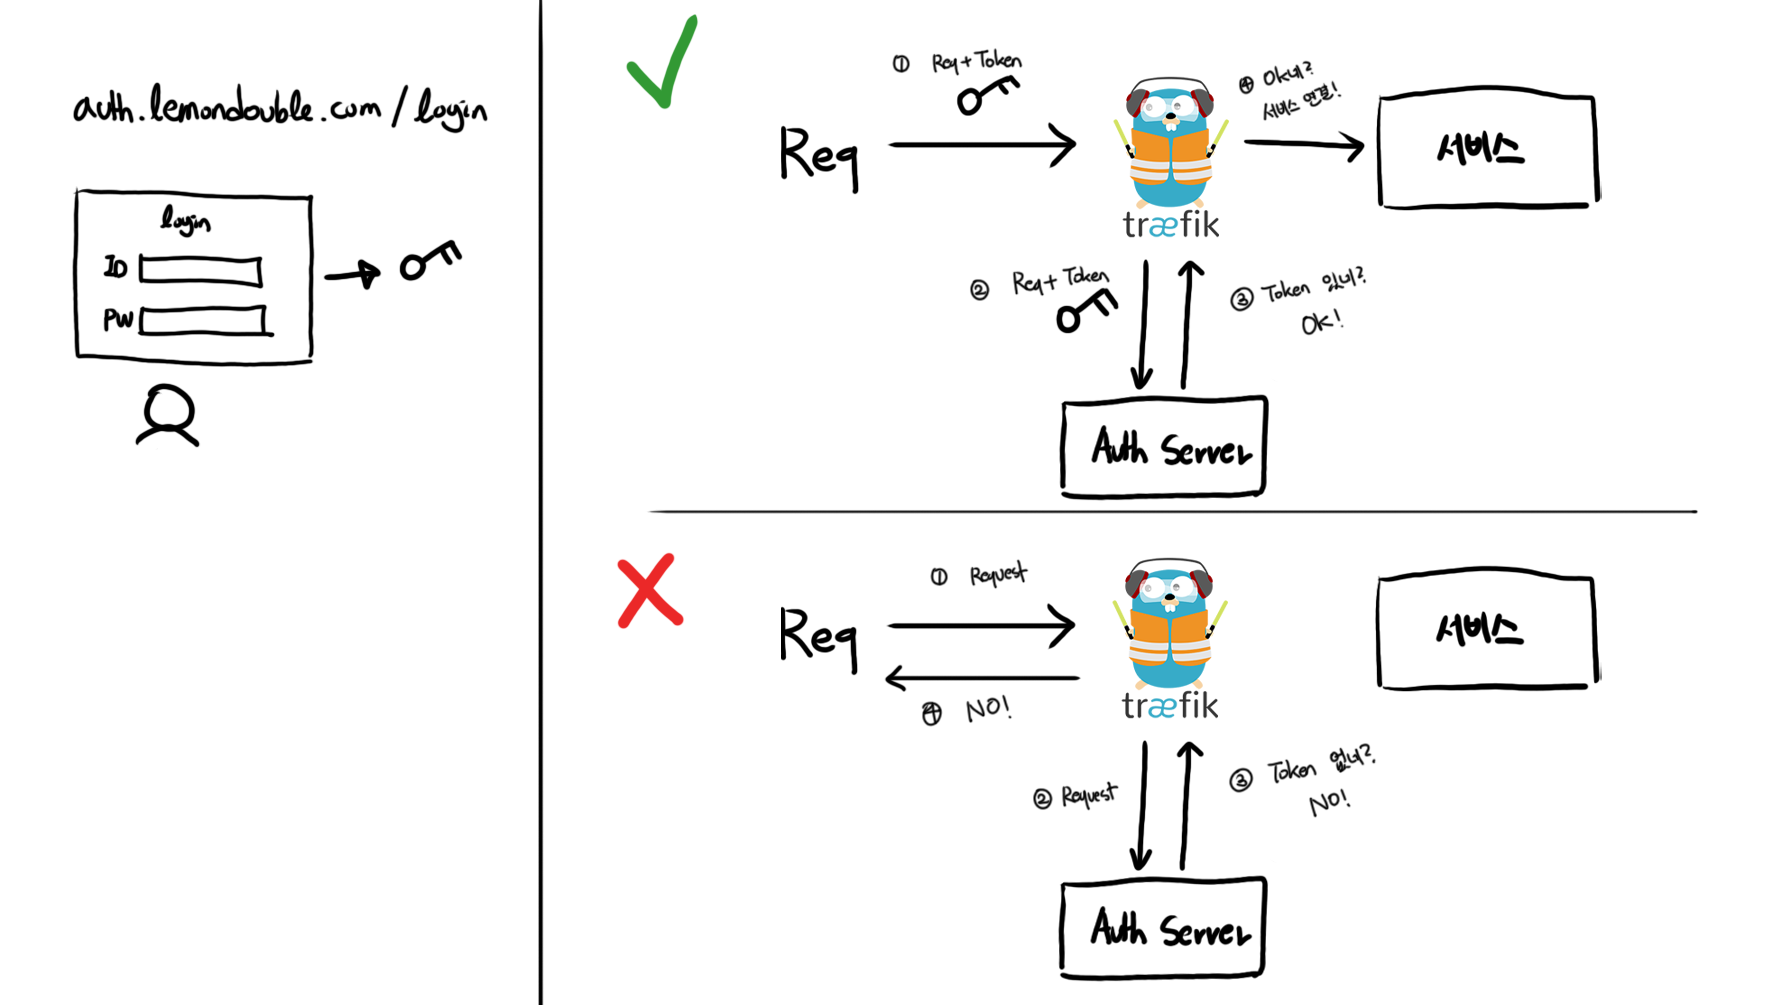 auth.lemondouble.com/login
login
ID
PW
① Req+Token
Req
træfik
④ OK네?
서비스 연결!
서비스
② Req+Token
③ Token 있네?
OK!
Auth Server
① Request
Req
④ NO!
træfik
서비스
② Request
③ Token 없네?
NO!
Auth Server